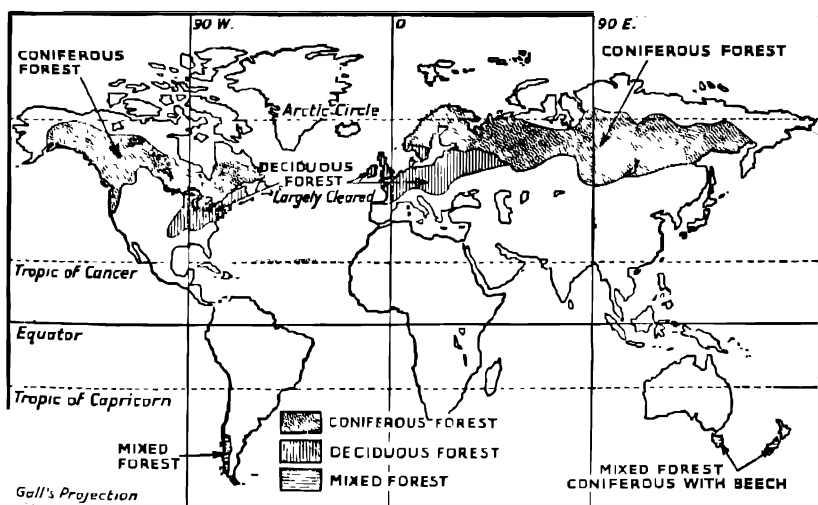 90 W.
0
90 E.
CONIFEROUS
FOREST
CONIFEROUS FOREST
Arctic Circle
DECIDUOUS
FOREST
Largely Cleared
Tropic of Cancer
Equator
Tropic of Capricorn
CONIFEROUS FOREST
DECIDUOUS FOREST
MIXED FOREST
MIXED
FOREST
MIXED FOREST
CONIFEROUS WITH BEECH
Gall's Projection